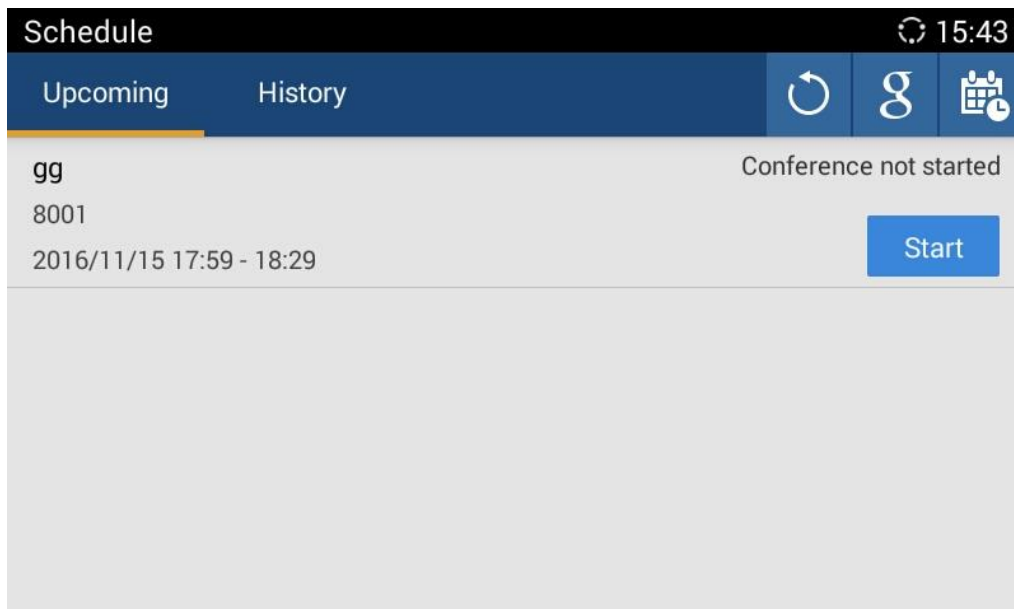 Schedule 15:43
Upcoming History g
gg Conference not started
8001
2016/11/15 17:59 - 18:29
Start